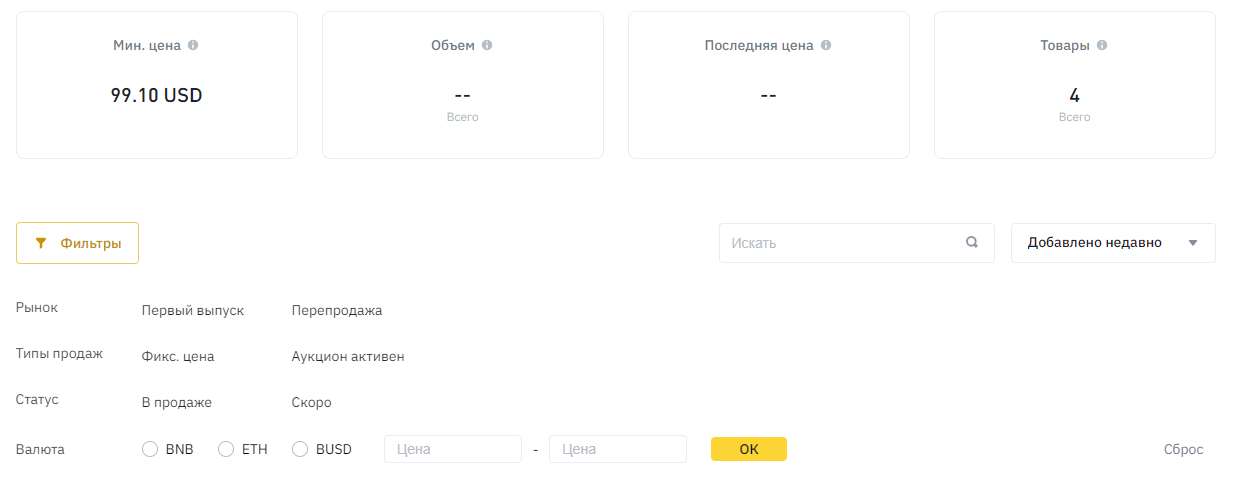 Мин. цена
Объем
Последняя цена
Товары
99.10 USD
--
--
4
Всего
Всего
Фильтры
Искать
Добавлено недавно
Рынок Первый выпуск Перепродажа
Типы продаж Фикс. цена Аукцион активен
Статус В продаже Скоро
Валюта BNB ETH BUSD Цена - Цена ОК Сброс